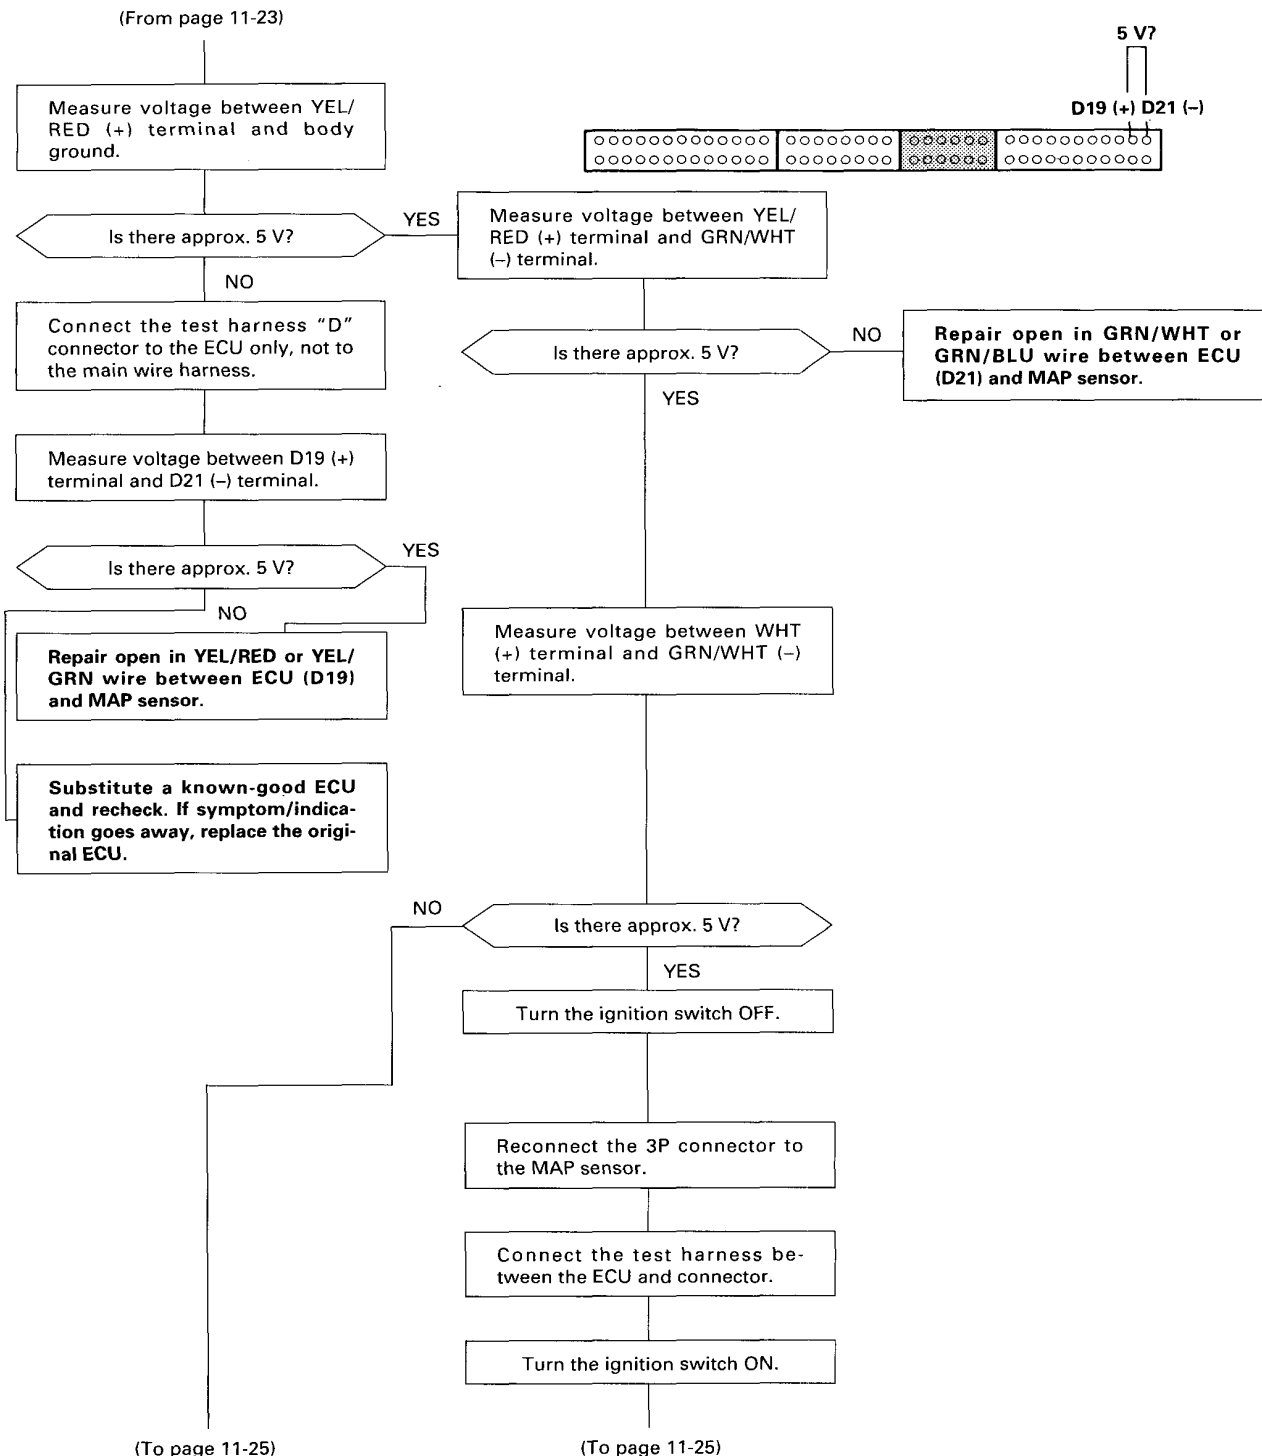 (From page 11-23)
5 V?
D19 (+) D21 (–)
Measure voltage between YEL/
RED (+) terminal and body
ground.
Is there approx. 5 V?
YES
NO
Measure voltage between YEL/
RED (+) terminal and GRN/WHT
(–) terminal.
Is there approx. 5 V?
NO
YES
Repair open in GRN/WHT or
GRN/BLU wire between ECU
(D21) and MAP sensor.
Connect the test harness "D"
connector to the ECU only, not to
the main wire harness.
Measure voltage between D19 (+)
terminal and D21 (–) terminal.
Is there approx. 5 V?
YES
NO
Repair open in YEL/RED or YEL/
GRN wire between ECU (D19)
and MAP sensor.
Substitute a known-good ECU
and recheck. If symptom/indica-
tion goes away, replace the origi-
nal ECU.
Measure voltage between WHT
(+) terminal and GRN/WHT (–)
terminal.
Is there approx. 5 V?
NO
YES
Turn the ignition switch OFF.
Reconnect the 3P connector to
the MAP sensor.
Connect the test harness be-
tween the ECU and connector.
Turn the ignition switch ON.
(To page 11-25)
(To page 11-25)